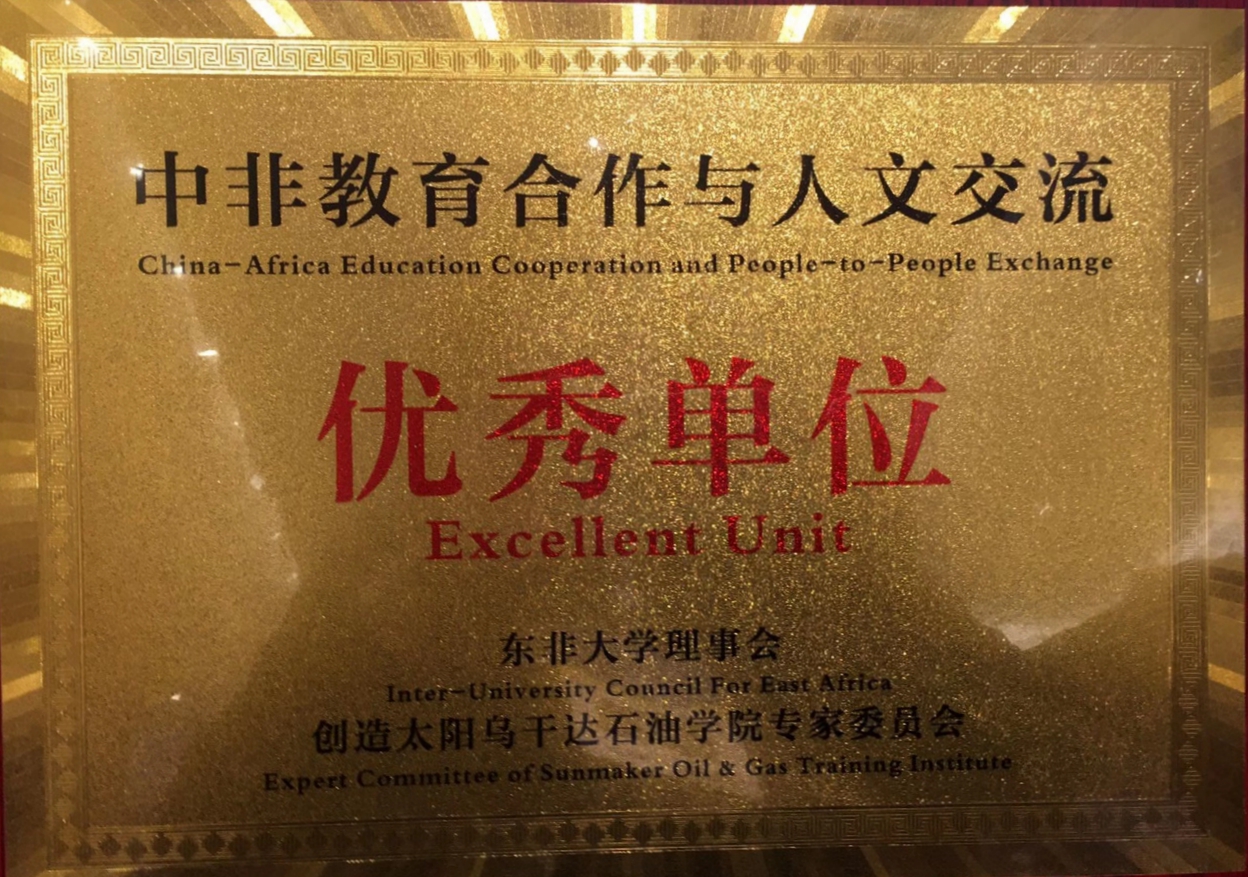 中非教育合作与人文交流
China-Africa Education Cooperation and People-to-People Exchange
优秀单位
Excellent Unit
东非大学理事会
Inter-University Council For East Africa
创造太阳乌干达石油学院专家委员会
Expert Committee of Sunmaker Oil & Gas Training Institute